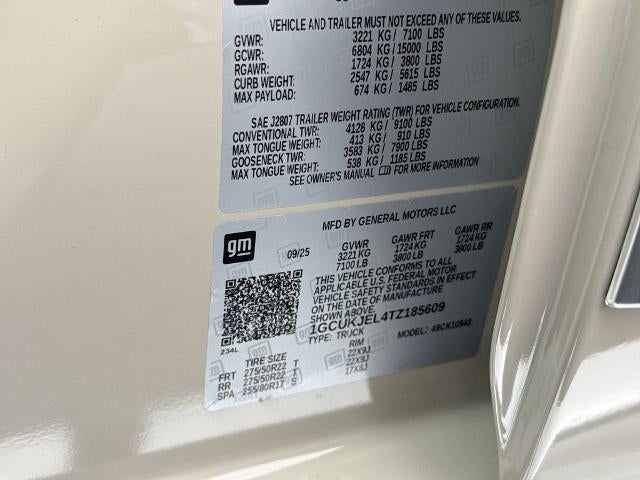 VEHICLE AND TRAILER MUST NOT EXCEED ANY OF THESE RATINGS.
GVWR: 3221 KG / 7100 LBS
GCWR: 6804 KG / 15000 LBS
RGAWR: 1724 KG / 3800 LBS
CURB WEIGHT: 2547 KG / 5615 LBS
MAX PAYLOAD: 674 KG / 1485 LBS
SAE J2807 TRAILER WEIGHT RATING (TWR) FOR VEHICLE CONFIGURATION.
CONVENTIONAL TWR: 4128 KG / 9100 LBS
MAX TONGUE WEIGHT: 413 KG / 910 LBS
GOOSENECK TWR: 3583 KG / 7900 LBS
MAX TONGUE WEIGHT: 538 KG / 1185 LBS
SEE OWNER'S MANUAL gm FOR MORE INFORMATION
MFD BY GENERAL MOTORS LLC
gm 09/25 GVWR GAWR FRT GAWR RR
3221 KG 1724 KG 1724 KG
7100 LB 3800 LB 3800 LB
THIS VEHICLE CONFORMS TO ALL
APPLICABLE U.S. FEDERAL MOTOR
VEHICLE SAFETY STANDARDS IN EFFECT
ON THE DATE OF MANUFACTURE
SHOWN ABOVE.
1GCUKJEL4TZ185609
TYPE: TRUCK MODEL: 49CK10543
234L
TIRE SIZE RIM
FRT 275/50R22 T 22X9J
RR 275/50R22 T 22X9J
SPA 255/80R17 S 17X8J